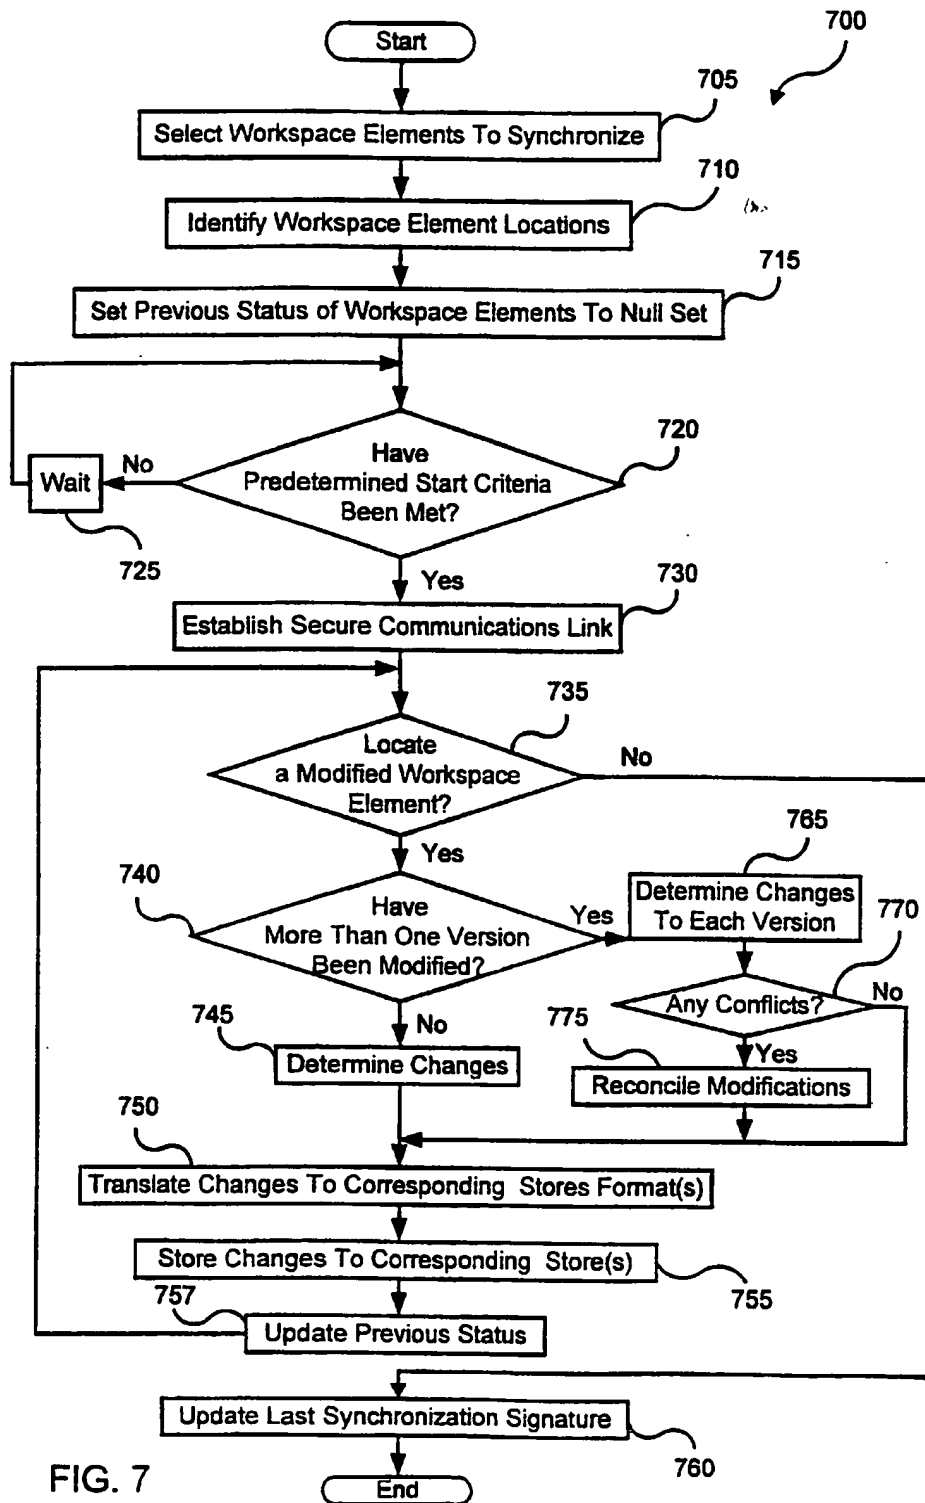 Start
700
705
Select Workspace Elements To Synchronize
710
Identify Workspace Element Locations
715
Set Previous Status of Workspace Elements To Null Set
720
Have
Predetermined Start Criteria
Been Met?
No
Wait
725
Yes
730
Establish Secure Communications Link
735
Locate
a Modified Workspace
Element?
No
Yes
740
Have
More Than One Version
Been Modified?
Yes
765
Determine Changes
To Each Version
770
Any Conflicts?
No
775
Yes
Reconcile Modifications
No
745
Determine Changes
750
Translate Changes To Corresponding Stores Format(s)
Store Changes To Corresponding Store(s)
755
757
Update Previous Status
Update Last Synchronization Signature
760
End
FIG. 7